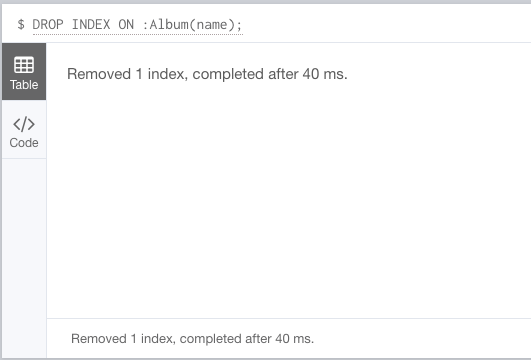 $ DROP INDEX ON :Album(name);
Table
Removed 1 index, completed after 40 ms.
</> 
Code
Removed 1 index, completed after 40 ms.